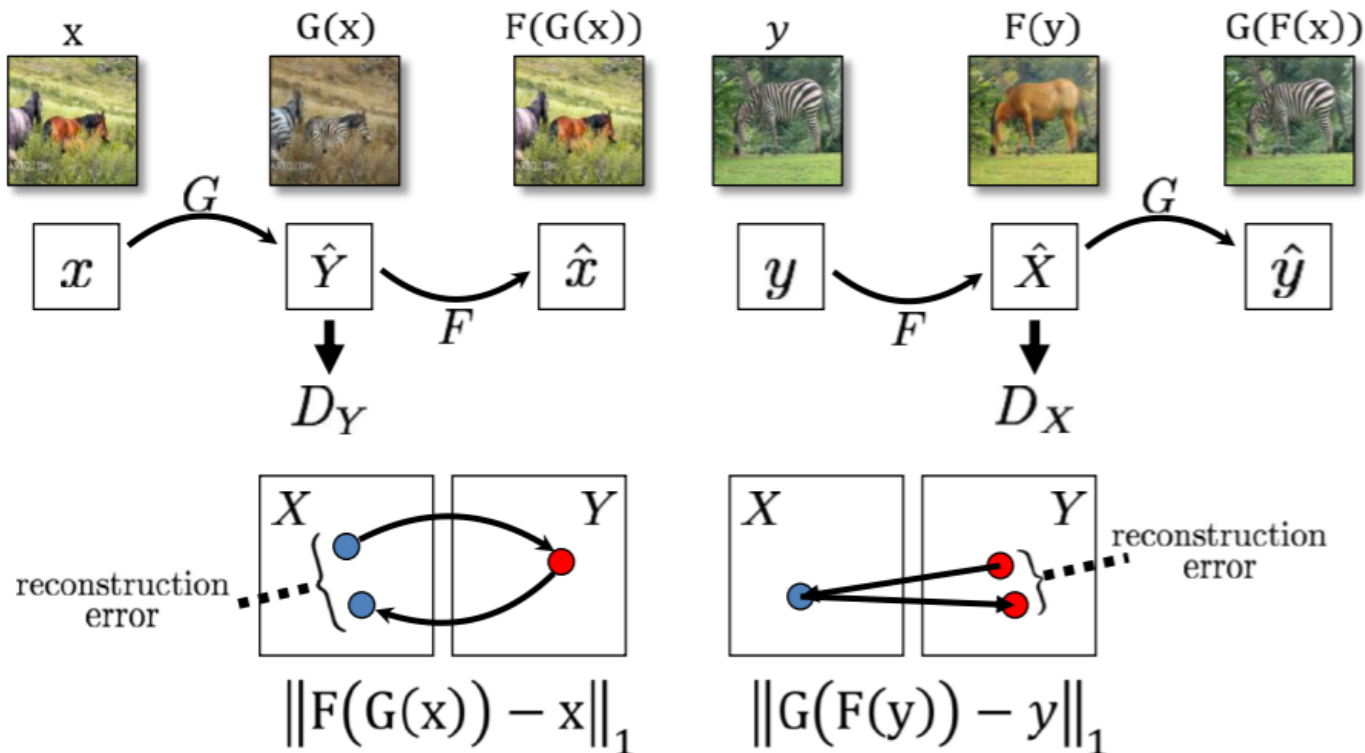 x G(x) F(G(x)) y F(y) G(F(x))
G G
x Ŷ x̂ y X̂ ŷ
F F
D_Y D_X
X Y X Y
reconstruction
error
reconstruction
error
‖F(G(x)) − x‖₁ ‖G(F(y)) − y‖₁